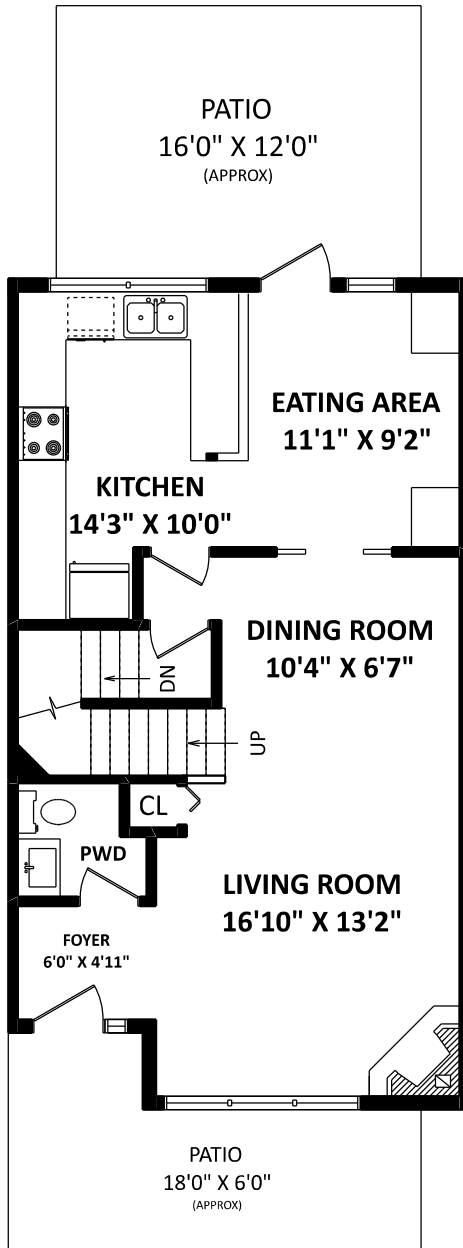 PATIO
16'0" X 12'0"
(APPROX)
EATING AREA
11'1" X 9'2"
KITCHEN
14'3" X 10'0"
DINING ROOM
10'4" X 6'7"
DN
UP
CL
PWD
LIVING ROOM
16'10" X 13'2"
FOYER
6'0" X 4'11"
PATIO
18'0" X 6'0"
(APPROX)